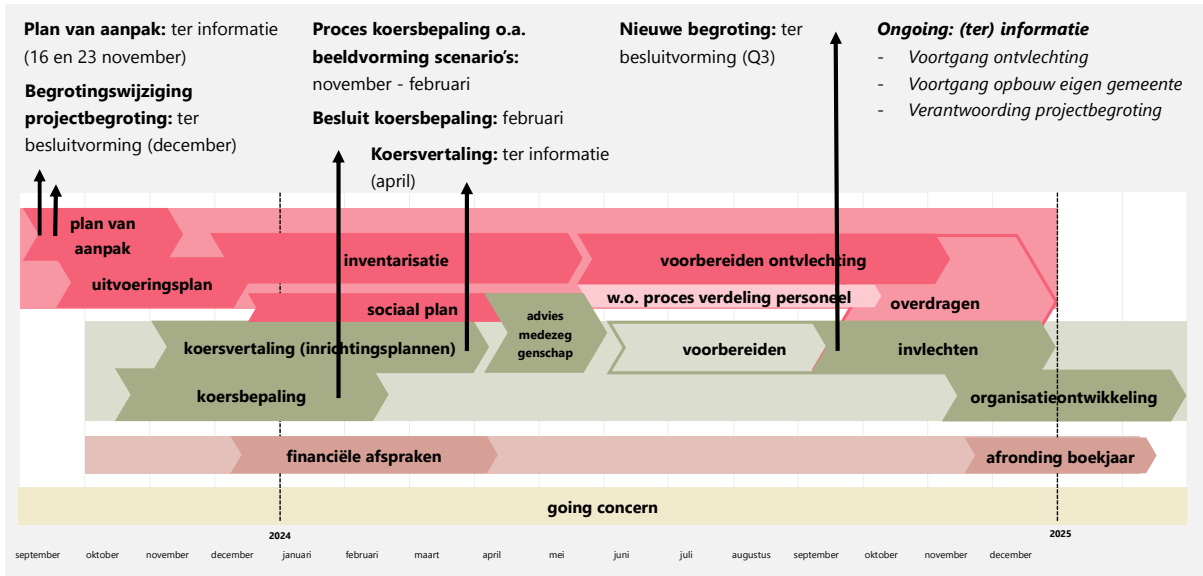 Plan van aanpak: ter informatie
(16 en 23 november)
Begrotingswijziging
projectbegroting: ter
besluitvorming (december)
Proces koersbepaling o.a.
beeldvorming scenario's:
november - februari
Besluit koersbepaling: februari
Koersvertaling: ter informatie
(april)
Nieuwe begroting: ter
besluitvorming (Q3)
Ongoing: (ter) informatie
- Voortgang ontvlechting
- Voortgang opbouw eigen gemeente
- Verantwoording projectbegroting
plan van
aanpak
inventarisatie
voorbereiden ontvlechting
uitvoeringsplan
w.o. proces verdeling personeel
overdragen
sociaal plan
advies
medezeg
genschap
koersvertaling (inrichtingsplannen)
voorbereiden
invlechten
koersbepaling
organisatieontwikkeling
financiële afspraken
afronding boekjaar
going concern
2024
2025
september
oktober
november
december
januari
februari
maart
april
mei
juni
juli
augustus
september
oktober
november
december